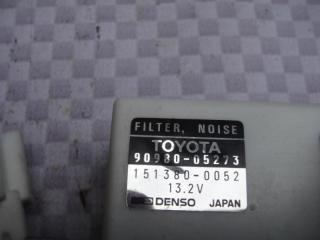 FILTER, NOISE
TOYOTA
90980-05273
151380-0052
13.2V
DENSO JAPAN